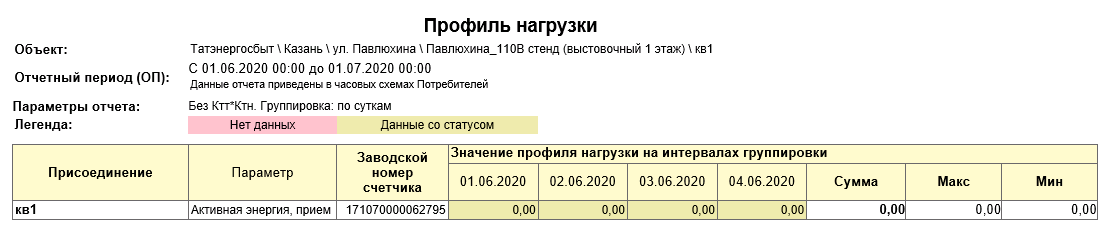 Профиль нагрузки
Объект: Татэнергосбыт \ Казань \ ул. Павлюхина \ Павлюхина_110В стенд (выстовочный 1 этаж) \ кв1
Отчетный период (ОП): С 01.06.2020 00:00 до 01.07.2020 00:00
Данные отчета приведены в часовых схемах Потребителей
Параметры отчета: Без Ктт*Ктн. Группировка: по суткам
Легенда: Нет данных Данные со статусом
Присоединение Параметр Заводской номер счетчика Значение профиля нагрузки на интервалах группировки
01.06.2020 02.06.2020 03.06.2020 04.06.2020 Сумма Макс Мин
кв1 Активная энергия, прием 171070000062795 0,00 0,00 0,00 0,00 0,00 0,00 0,00